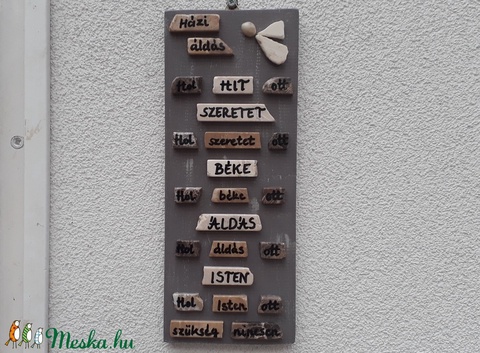 Házi
áldás
Hol HIT ott
SZERETET
Hol szeretet ott
BÉKE
Hol béke ott
ÁLDÁS
Hol áldás ott
ISTEN
Hol Isten ott
szükség nincsen
Meska.hu